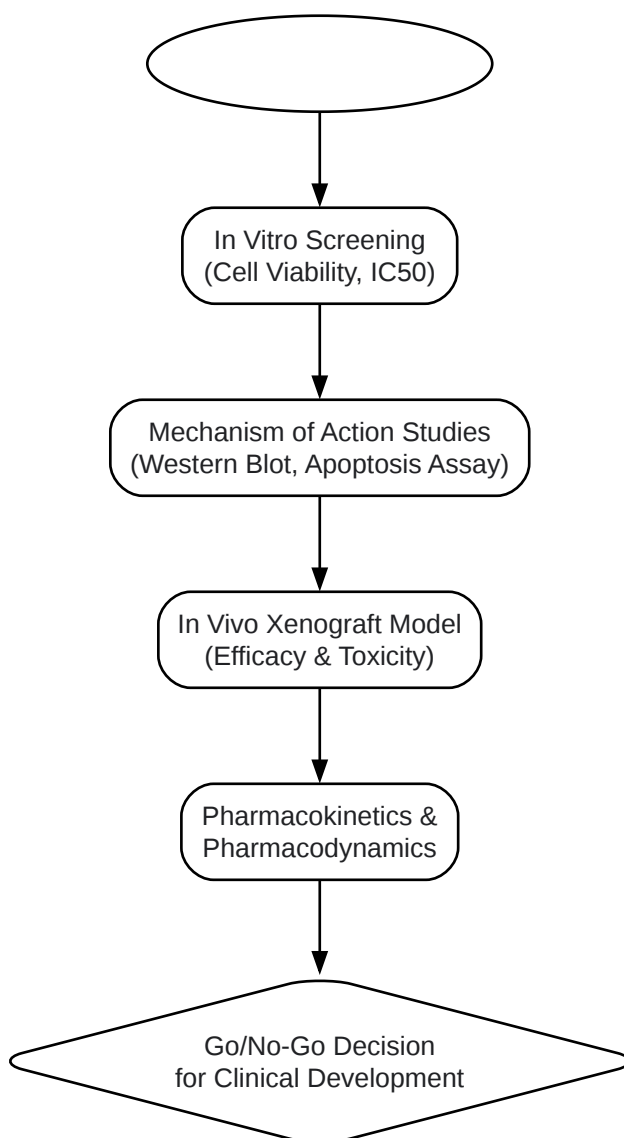 In Vitro Screening
(Cell Viability, IC50)
Mechanism of Action Studies
(Western Blot, Apoptosis Assay)
In Vivo Xenograft Model
(Efficacy & Toxicity)
Pharmacokinetics &
Pharmacodynamics
Go/No-Go Decision
for Clinical Development